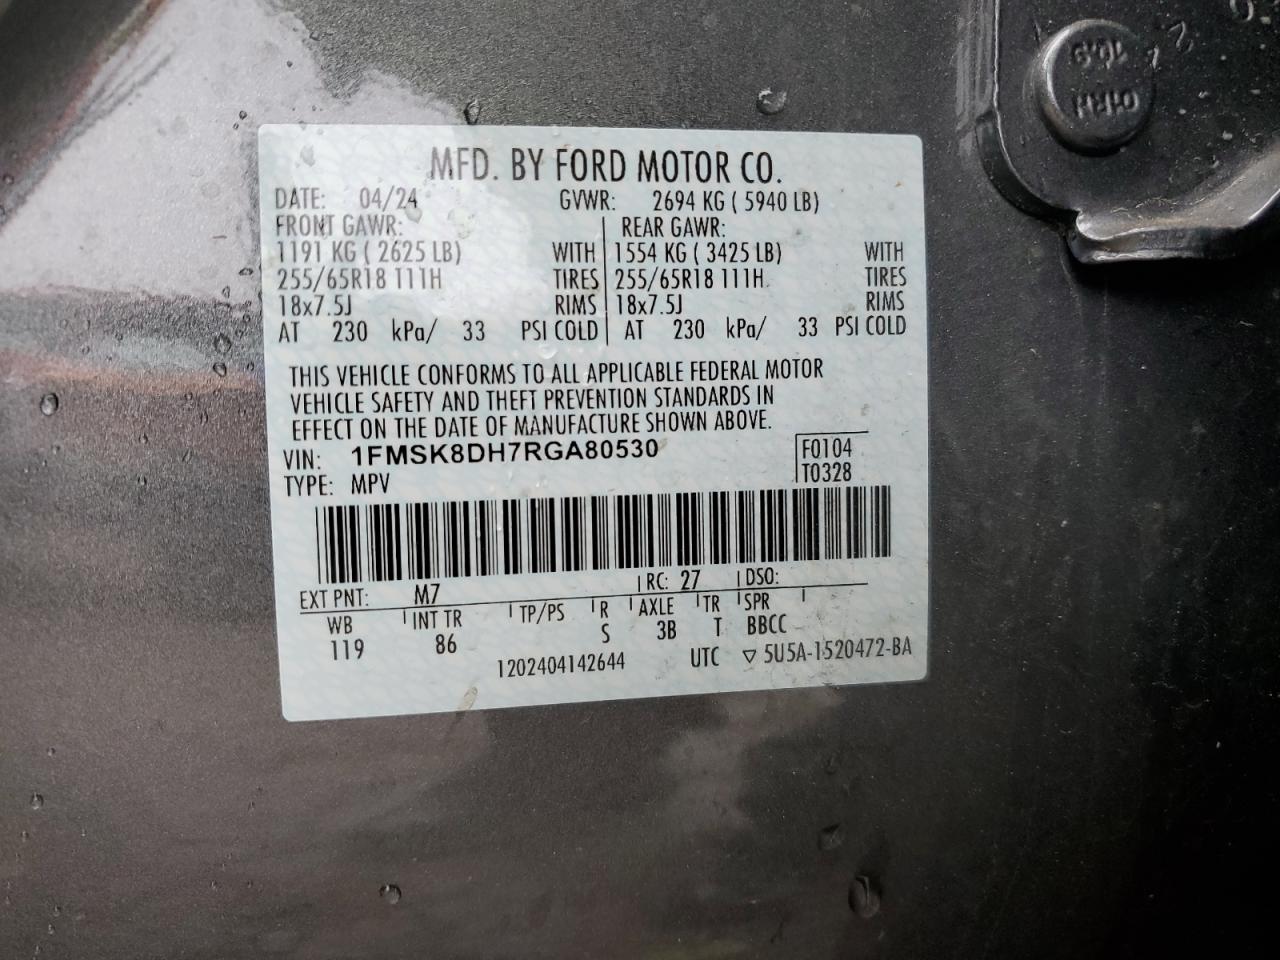 MFD. BY FORD MOTOR CO.
DATE: 04/24 GVWR: 2694 KG ( 5940 LB)
FRONT GAWR: REAR GAWR:
1191 KG ( 2625 LB) WITH 1554 KG ( 3425 LB) WITH
255/65R18 111H TIRES 255/65R18 111H TIRES
18x7.5J RIMS 18x7.5J RIMS
AT 230 kPa/ 33 PSI COLD AT 230 kPa/ 33 PSI COLD
THIS VEHICLE CONFORMS TO ALL APPLICABLE FEDERAL MOTOR
VEHICLE SAFETY AND THEFT PREVENTION STANDARDS IN
EFFECT ON THE DATE OF MANUFACTURE SHOWN ABOVE.
VIN: 1FMSK8DH7RGA80530 F0104
TYPE: MPV T0328
EXT PNT: M7 RC: 27 DSO:
WB INT TR TP/PS R AXLE TR SPR
119 86 S 3B T BBCC
1202404142644 UTC ▽ 5U5A-1520472-BA
10.9
01RH